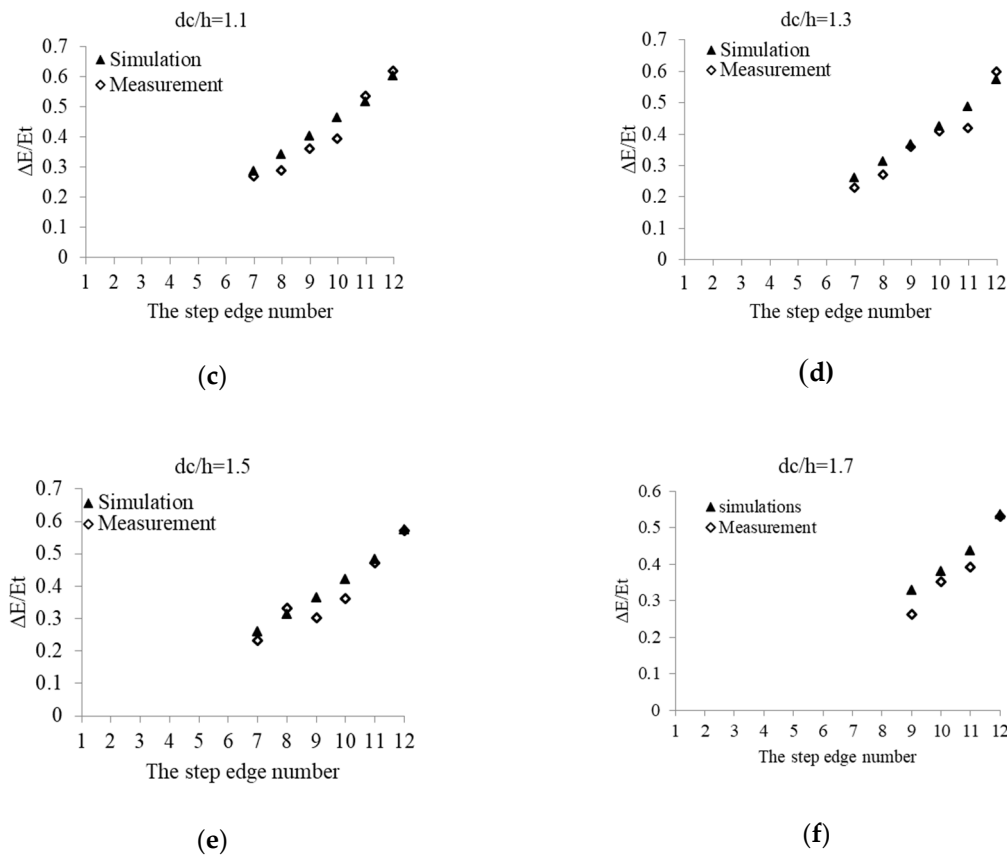 dc/h=1.1
0.7
▲ Simulation
0.6
◇ Measurement
0.5
0.4
0.3
0.2
0.1
0
ΔE/Et
1 2 3 4 5 6 7 8 9 10 11 12
The step edge number
(c)
dc/h=1.3
0.7
▲ Simulation
0.6
◇ Measurement
0.5
0.4
0.3
0.2
0.1
0
ΔE/Et
1 2 3 4 5 6 7 8 9 10 11 12
The step edge number
(d)
dc/h=1.5
0.7
▲ Simulation
0.6
◇ Measurement
0.5
0.4
0.3
0.2
0.1
0
ΔE/Et
1 2 3 4 5 6 7 8 9 10 11 12
The step edge number
(e)
dc/h=1.7
0.6
▲ simulations
0.5
◇ Measurement
0.4
0.3
0.2
0.1
0
ΔE/Et
1 2 3 4 5 6 7 8 9 10 11 12
The step edge number
(f)